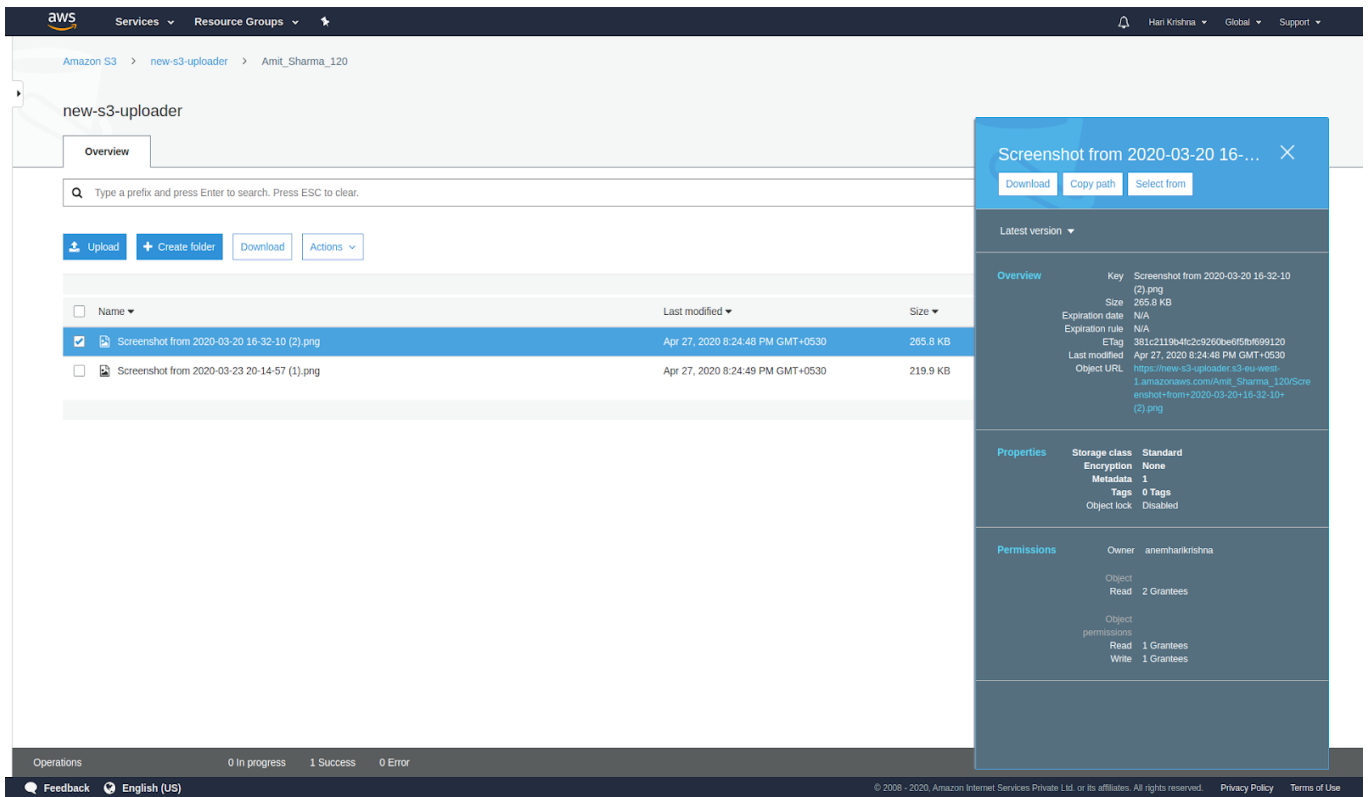 aws Services Resource Groups Hari Krishna Global Support
Amazon S3 > new-s3-uploader > Amit_Sharma_120
new-s3-uploader
Overview
Type a prefix and press Enter to search. Press ESC to clear.
Upload Create folder Download Actions
Name Last modified Size
Screenshot from 2020-03-20 16-32-10 (2).png Apr 27, 2020 8:24:48 PM GMT+0530 265.8 KB
Screenshot from 2020-03-23 20-14-57 (1).png Apr 27, 2020 8:24:49 PM GMT+0530 219.9 KB
Screenshot from 2020-03-20 16-...
Download Copy path Select from
Latest version
Overview Key Screenshot from 2020-03-20 16-32-10
(2).png
Size 265.8 KB
Expiration date N/A
Expiration rule N/A
ETag 381c2119b4fc2c9260be6f5fbf699120
Last modified Apr 27, 2020 8:24:48 PM GMT+0530
Object URL https://new-s3-uploader.s3-eu-west-
1.amazonaws.com/Amit_Sharma_120/Scre
enshot+from+2020-03-20+16-32-10+
(2).png
Properties Storage class Standard
Encryption None
Metadata 1
Tags 0 Tags
Object lock Disabled
Permissions Owner anemharikrishna
Object
Read 2 Grantees
Object
permissions
Read 1 Grantees
Write 1 Grantees
Operations 0 In progress 1 Success 0 Error
Feedback English (US) © 2008 - 2020, Amazon Internet Services Private Ltd. or its affiliates. All rights reserved. Privacy Policy Terms of Use